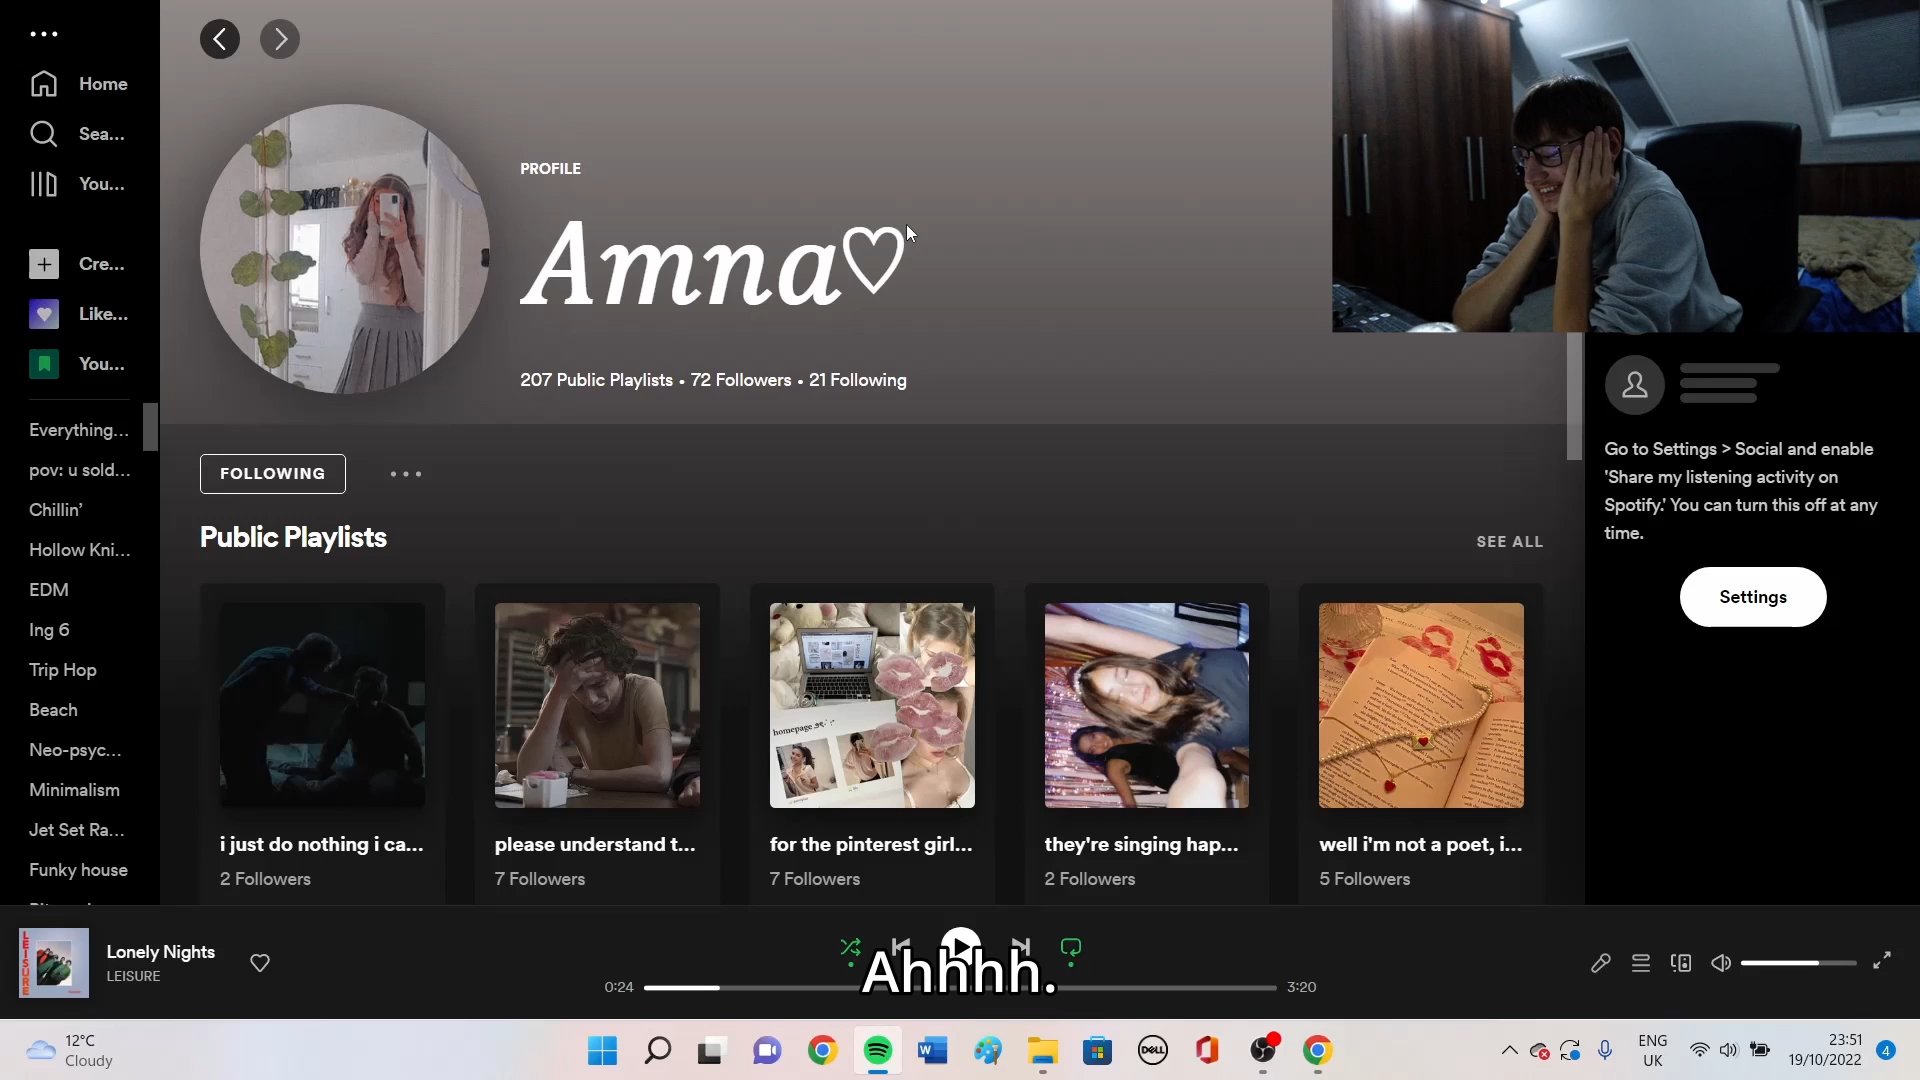 Home
Sea...
You...
Cre...
Like...
You...
Everything...
pov: u sold...
Chillin'
Hollow Kni...
EDM
Ing 6
Trip Hop
Beach
Neo-psyc...
Minimalism
Jet Set Ra...
Funky house
PROFILE
Amna♡
207 Public Playlists • 72 Followers • 21 Following
FOLLOWING
Public Playlists
SEE ALL
homepage
i just do nothing i ca...
2 Followers
please understand t...
7 Followers
for the pinterest girl...
7 Followers
they're singing hap...
2 Followers
well i'm not a poet, i...
5 Followers
Go to Settings > Social and enable
'Share my listening activity on
Spotify.' You can turn this off at any
time.
Settings
LEISURE
Lonely Nights
LEISURE
Ahhhh.
0:24
3:20
12°C
Cloudy
W
DELL
ENG
UK
23:51
19/10/2022
4